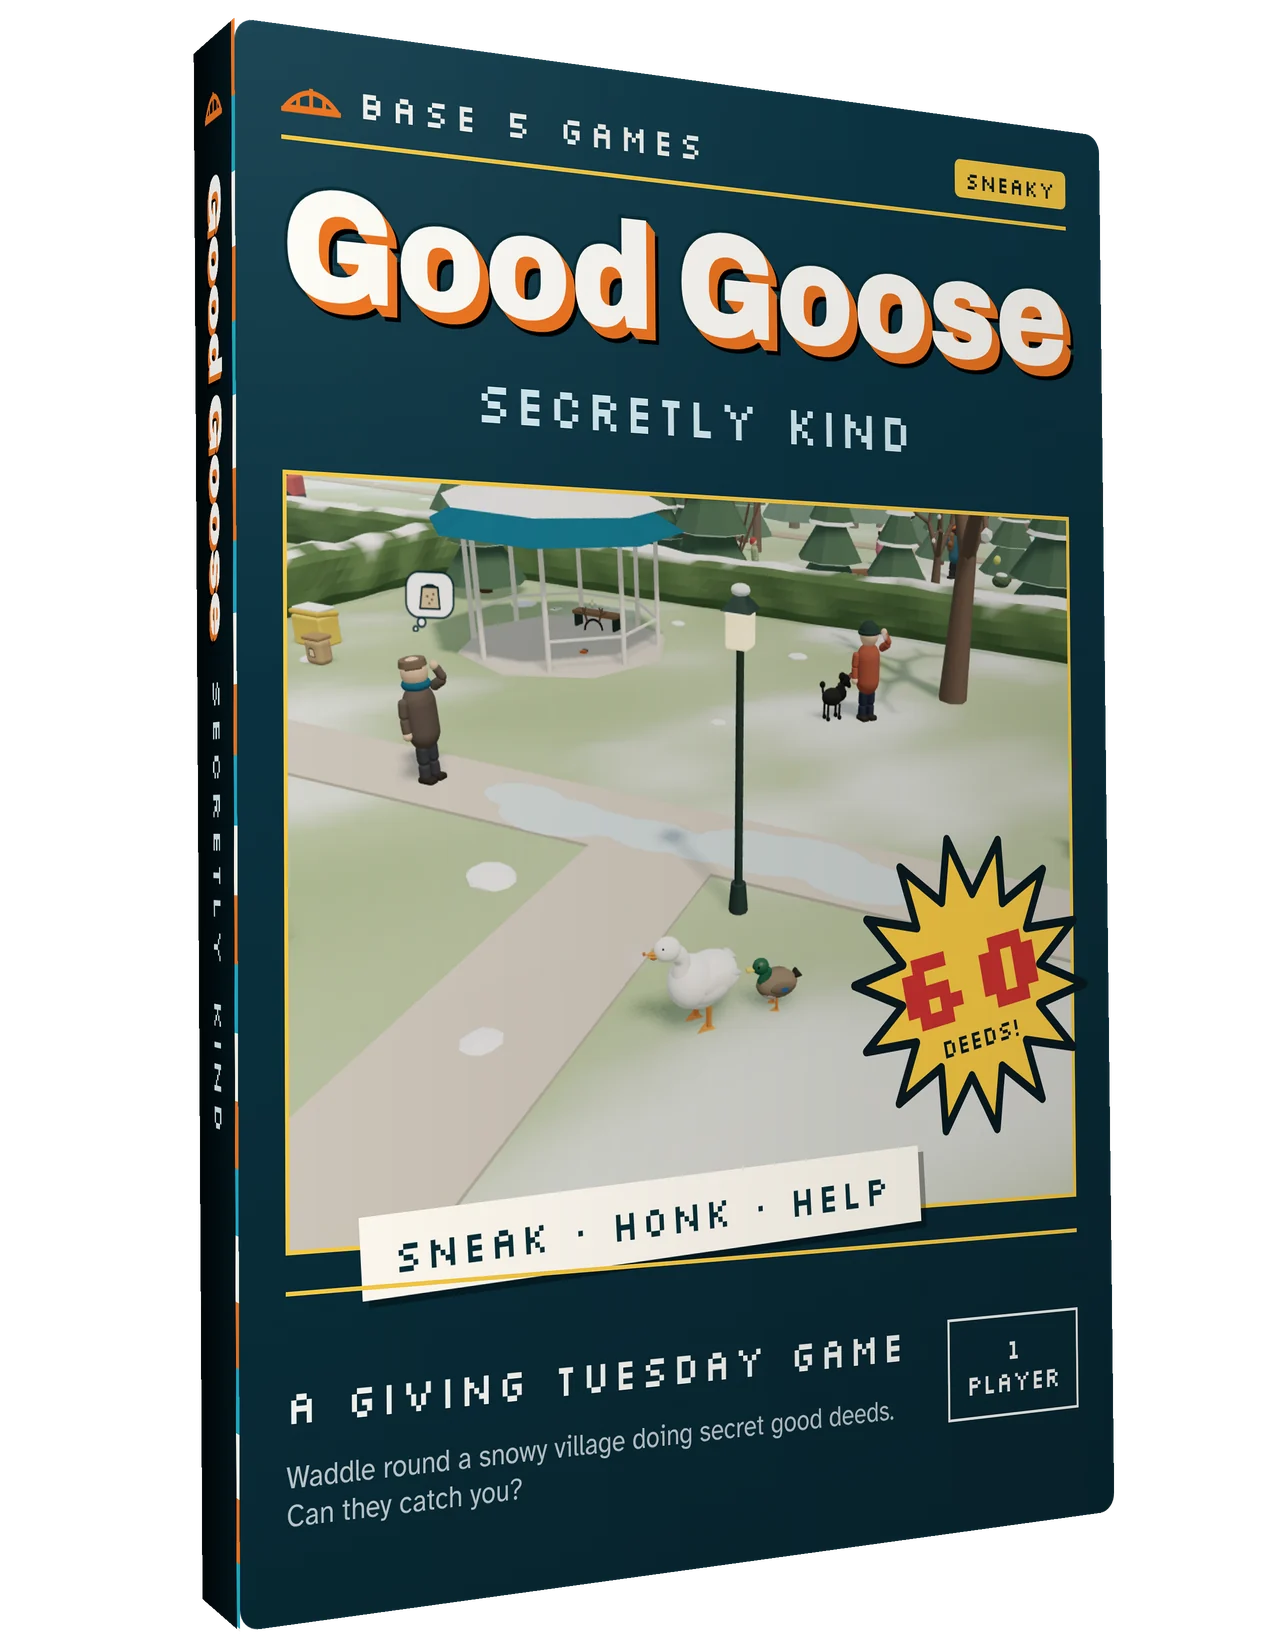 BASE 5 GAMES
SNEAKY
Good Goose
SECRETLY KIND
60
DEEDS!
SNEAK · HONK · HELP
A GIVING TUESDAY GAME
1
PLAYER
Waddle round a snowy village doing secret good deeds.
Can they catch you?
Good Goose SECRETLY KIND